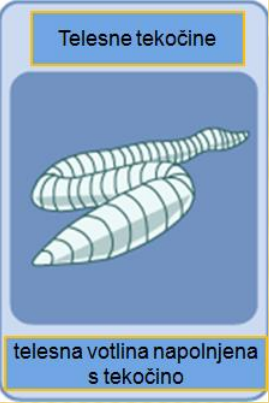 Telesne tekočine
telesna votlina napolnjena
s tekočino